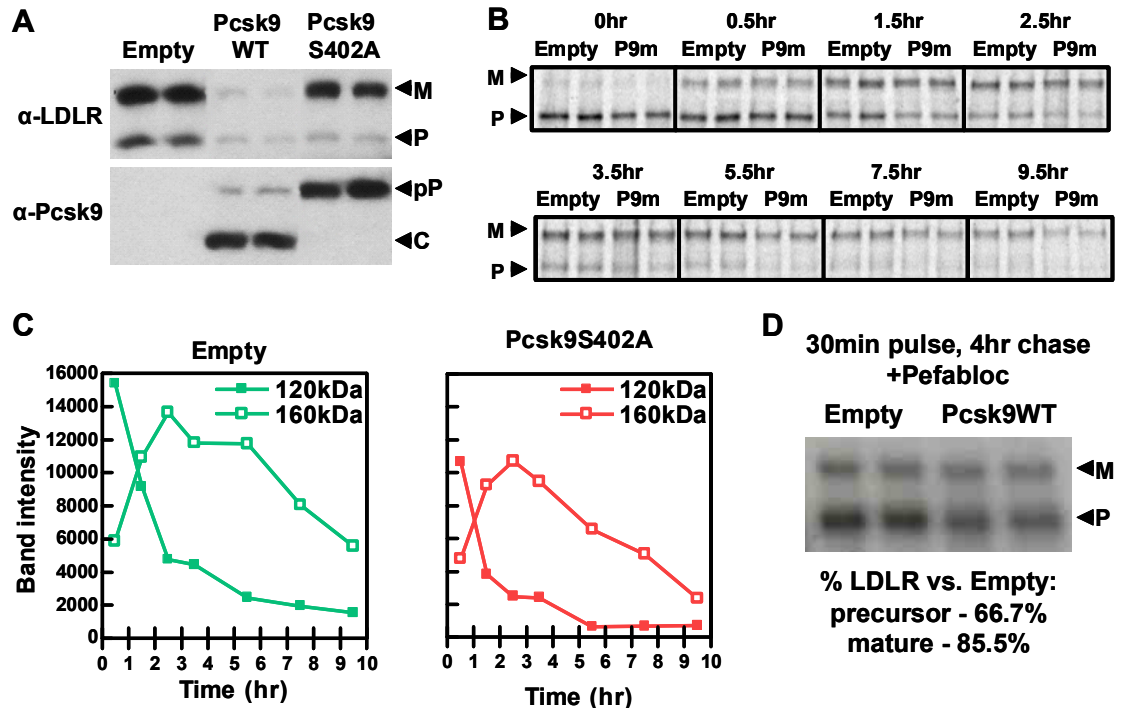 A
Empty
Pcsk9
WT
Pcsk9
S402A
α-LDLR
M
P
α-Pcsk9
pP
C
B
0hr 0.5hr 1.5hr 2.5hr
Empty P9m Empty P9m Empty P9m Empty P9m
M
P
3.5hr 5.5hr 7.5hr 9.5hr
Empty P9m Empty P9m Empty P9m Empty P9m
M
P
C
Empty
120kDa
160kDa
Band intensity
16000
14000
12000
10000
8000
6000
4000
2000
0
0 1 2 3 4 5 6 7 8 9 10
Time (hr)
Pcsk9S402A
120kDa
160kDa
0 1 2 3 4 5 6 7 8 9 10
Time (hr)
D
30min pulse, 4hr chase
+Pefabloc
Empty Pcsk9WT
M
P
% LDLR vs. Empty:
precursor - 66.7%
mature - 85.5%